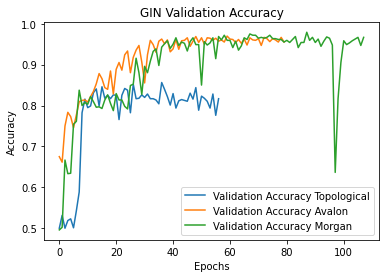 GIN Validation Accuracy
1.0
0.9
0.8
0.7
0.6
0.5
Accuracy
0
20
40
60
80
100
Epochs
Validation Accuracy Topological
Validation Accuracy Avalon
Validation Accuracy Morgan